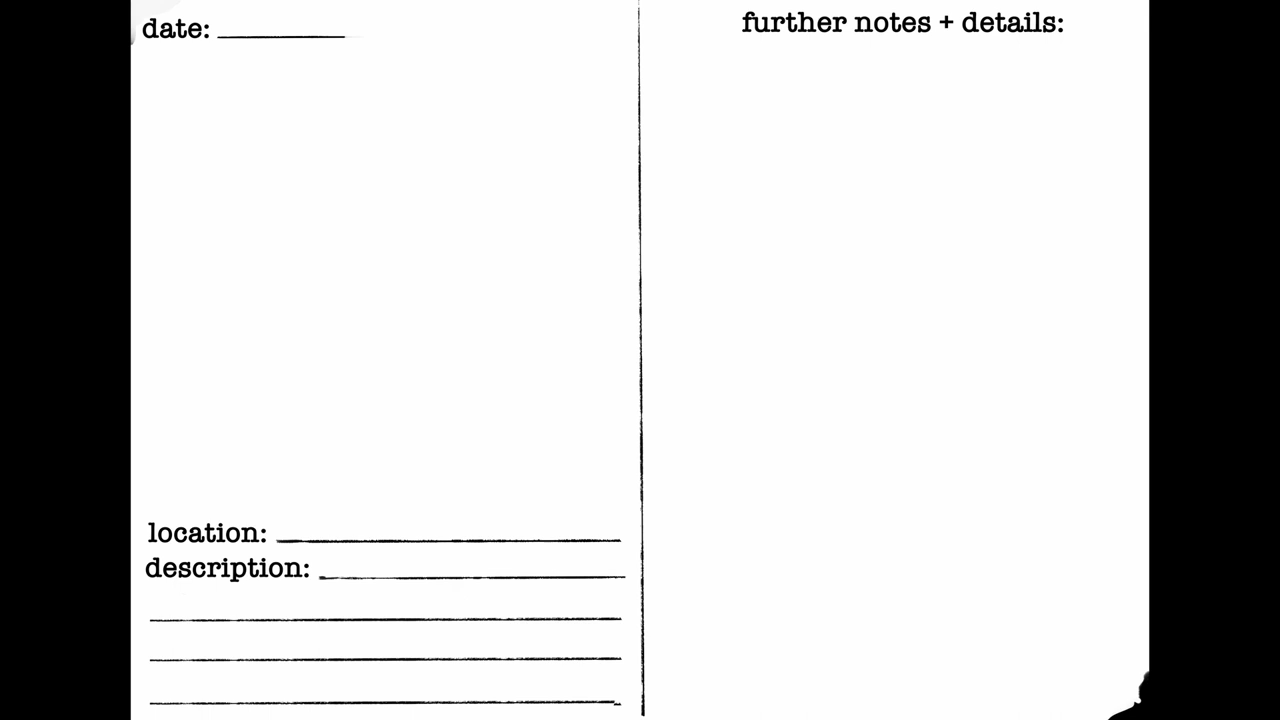 date:
further notes + details:
location:
description: